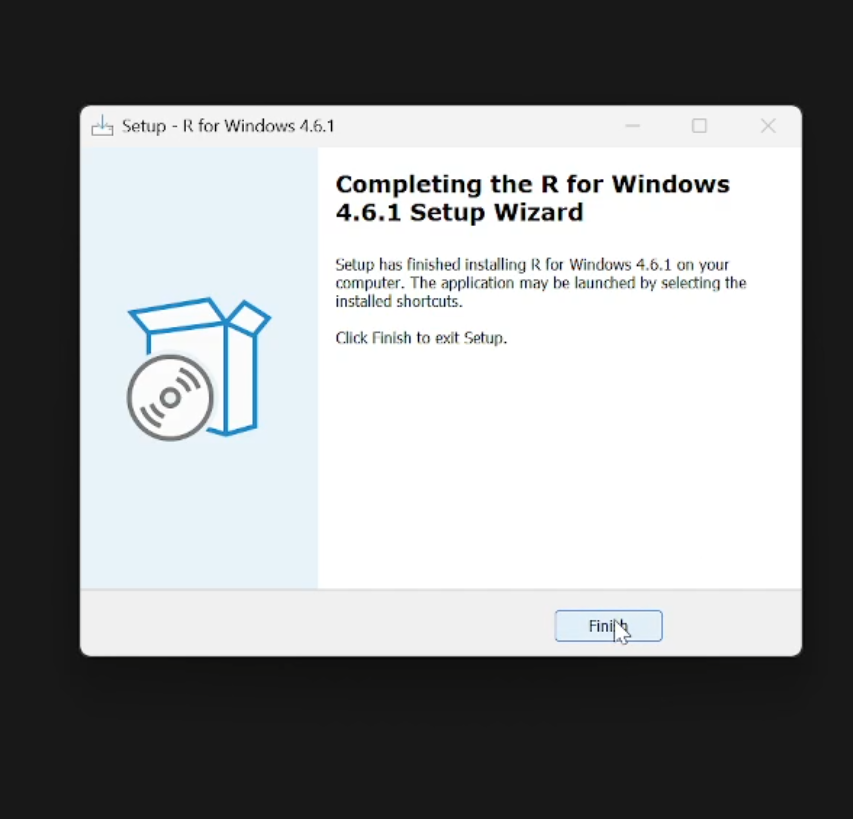 Setup - R for Windows 4.6.1
Completing the R for Windows
4.6.1 Setup Wizard
Setup has finished installing R for Windows 4.6.1 on your
computer. The application may be launched by selecting the
installed shortcuts.
Click Finish to exit Setup.
Finish